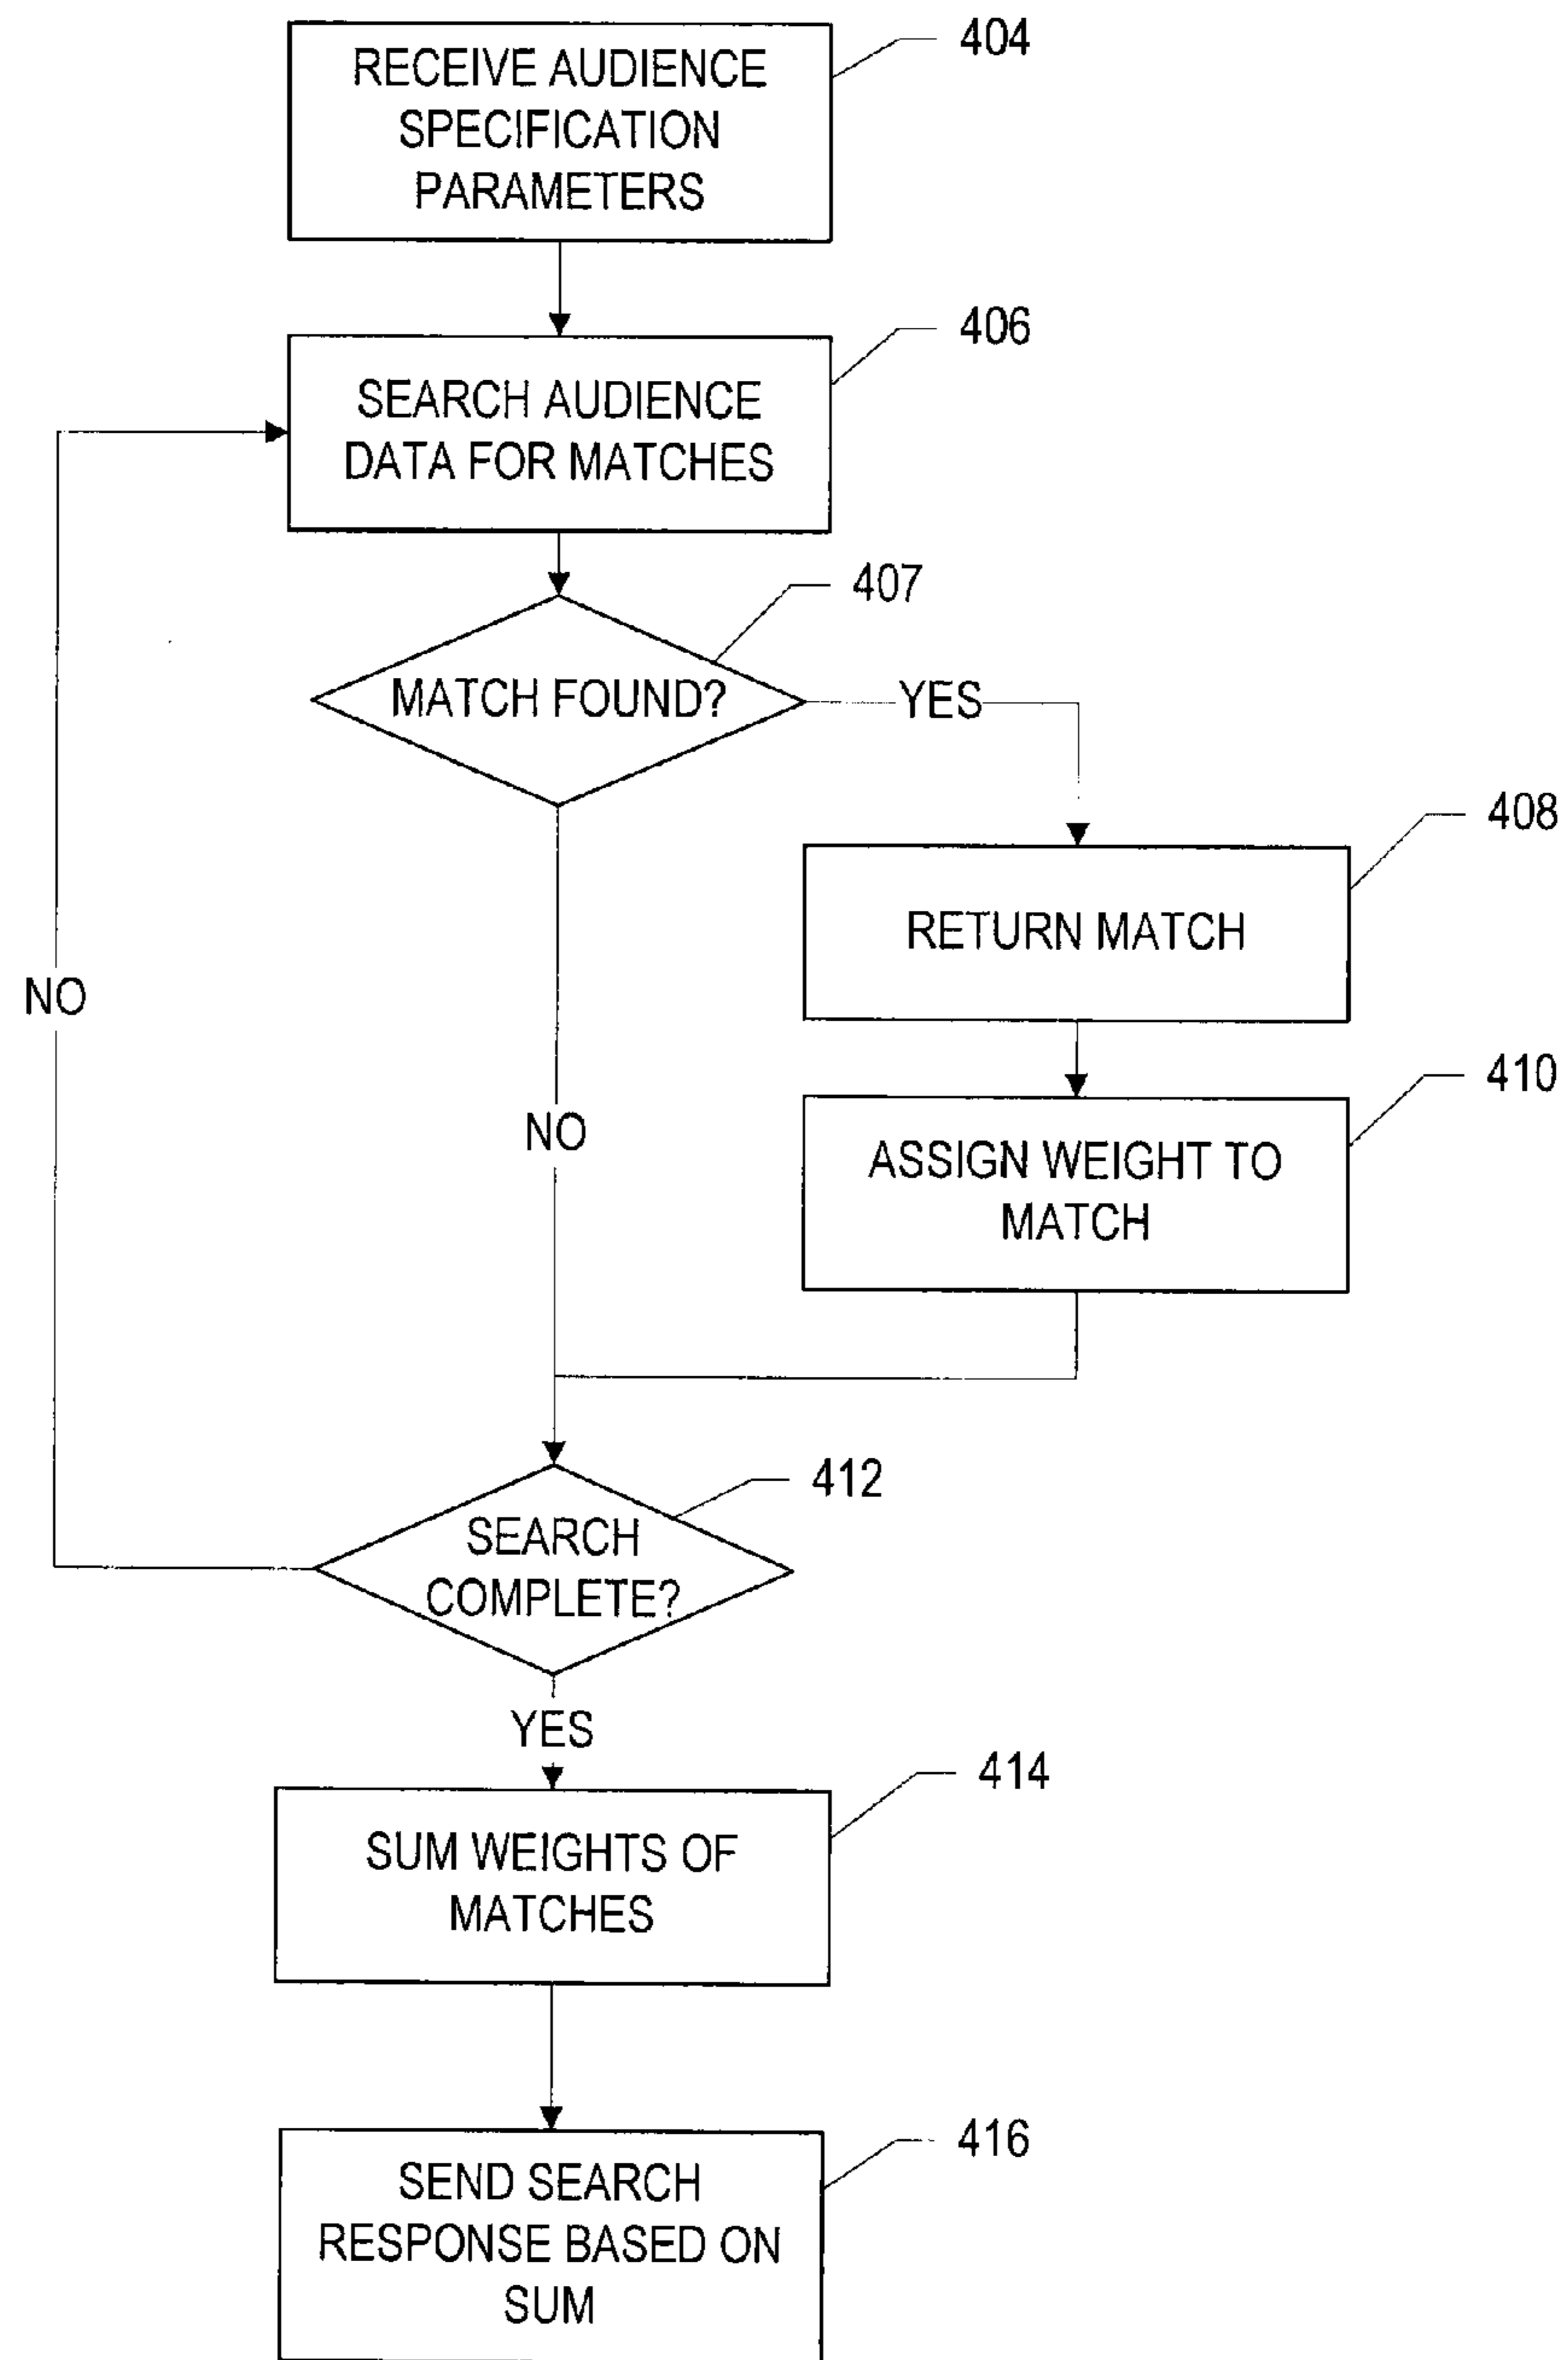 404
RECEIVE AUDIENCE
SPECIFICATION
PARAMETERS
406
SEARCH AUDIENCE
DATA FOR MATCHES
407
MATCH FOUND?
YES
408
RETURN MATCH
NO
410
ASSIGN WEIGHT TO
MATCH
NO
412
SEARCH
COMPLETE?
YES
414
SUM WEIGHTS OF
MATCHES
416
SEND SEARCH
RESPONSE BASED ON
SUM